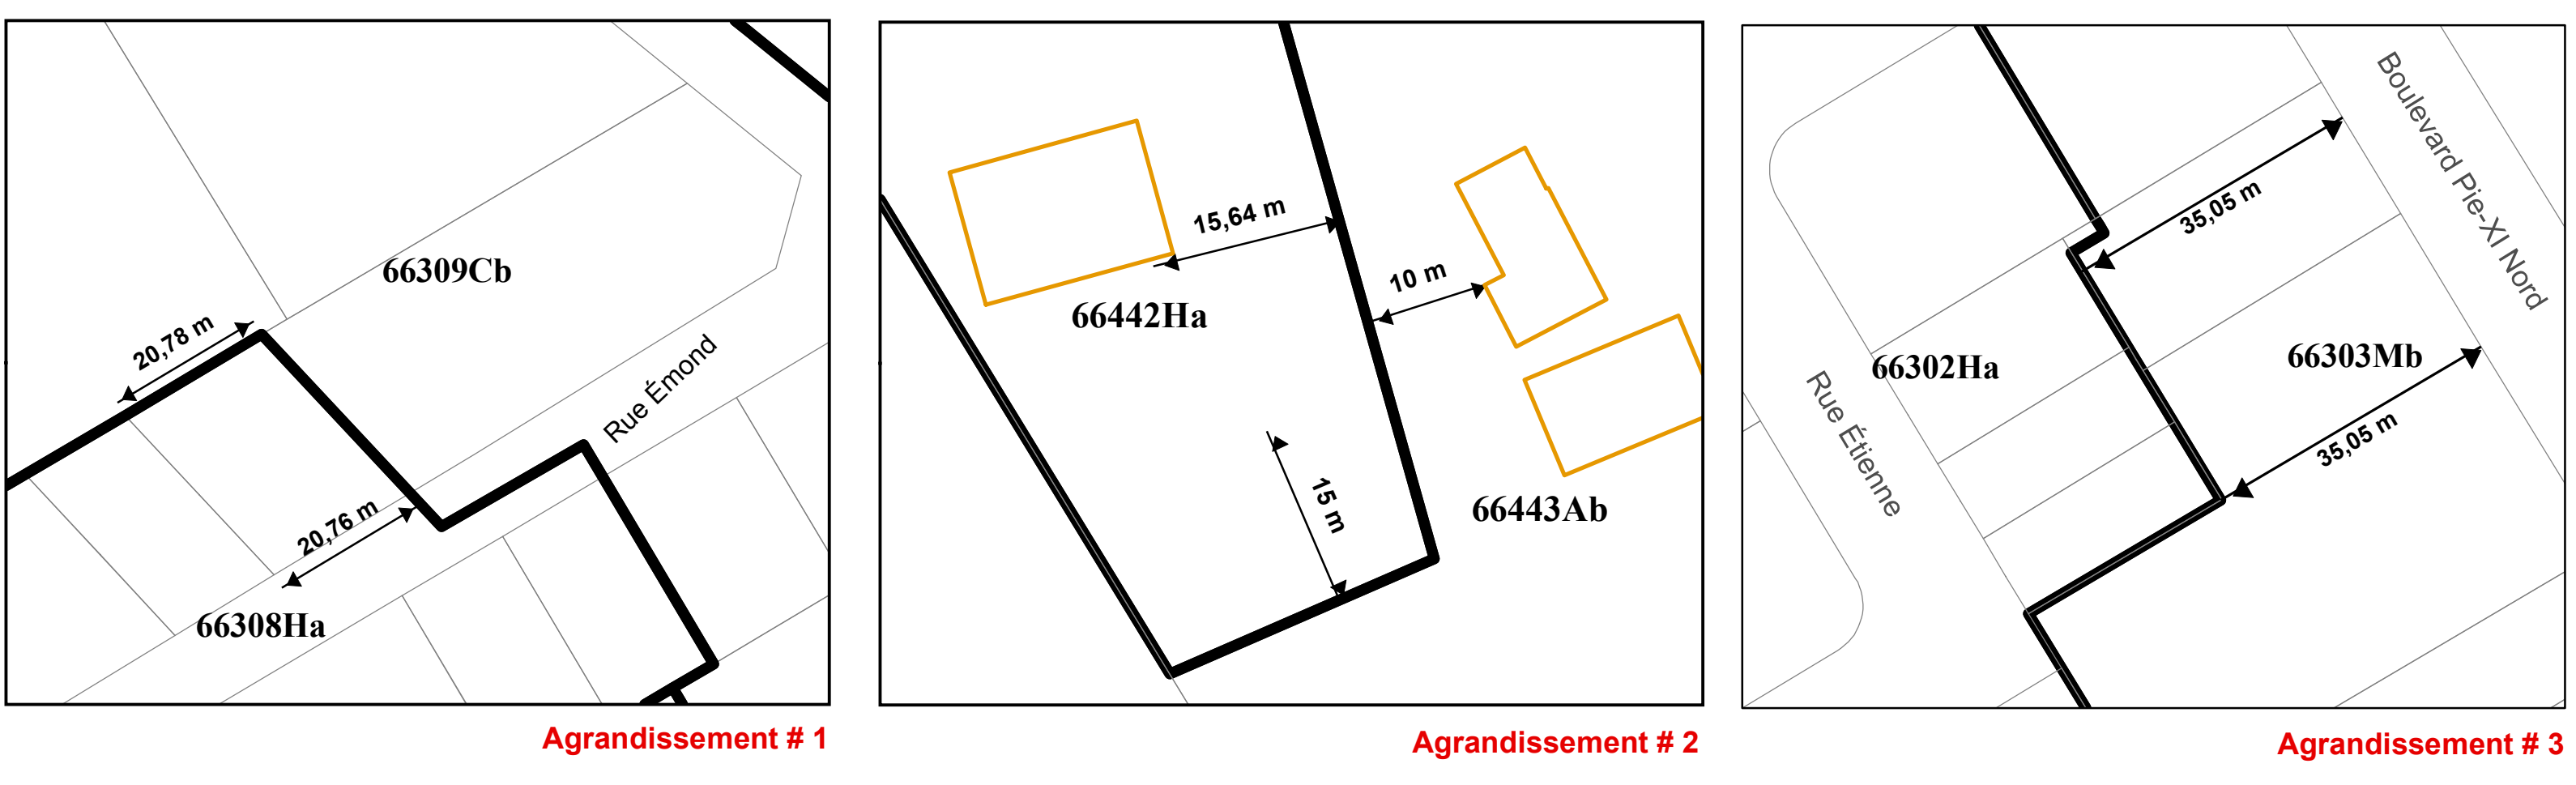 66309Cb
20,78 m
Rue Émond
20,76 m
66308Ha
Agrandissement # 1
15,64 m
10 m
66442Ha
15 m
66443Ab
Agrandissement # 2
Boulevard Pie-XI Nord
35,05 m
66302Ha
66303Mb
Rue Étienne
35,05 m
Agrandissement # 3